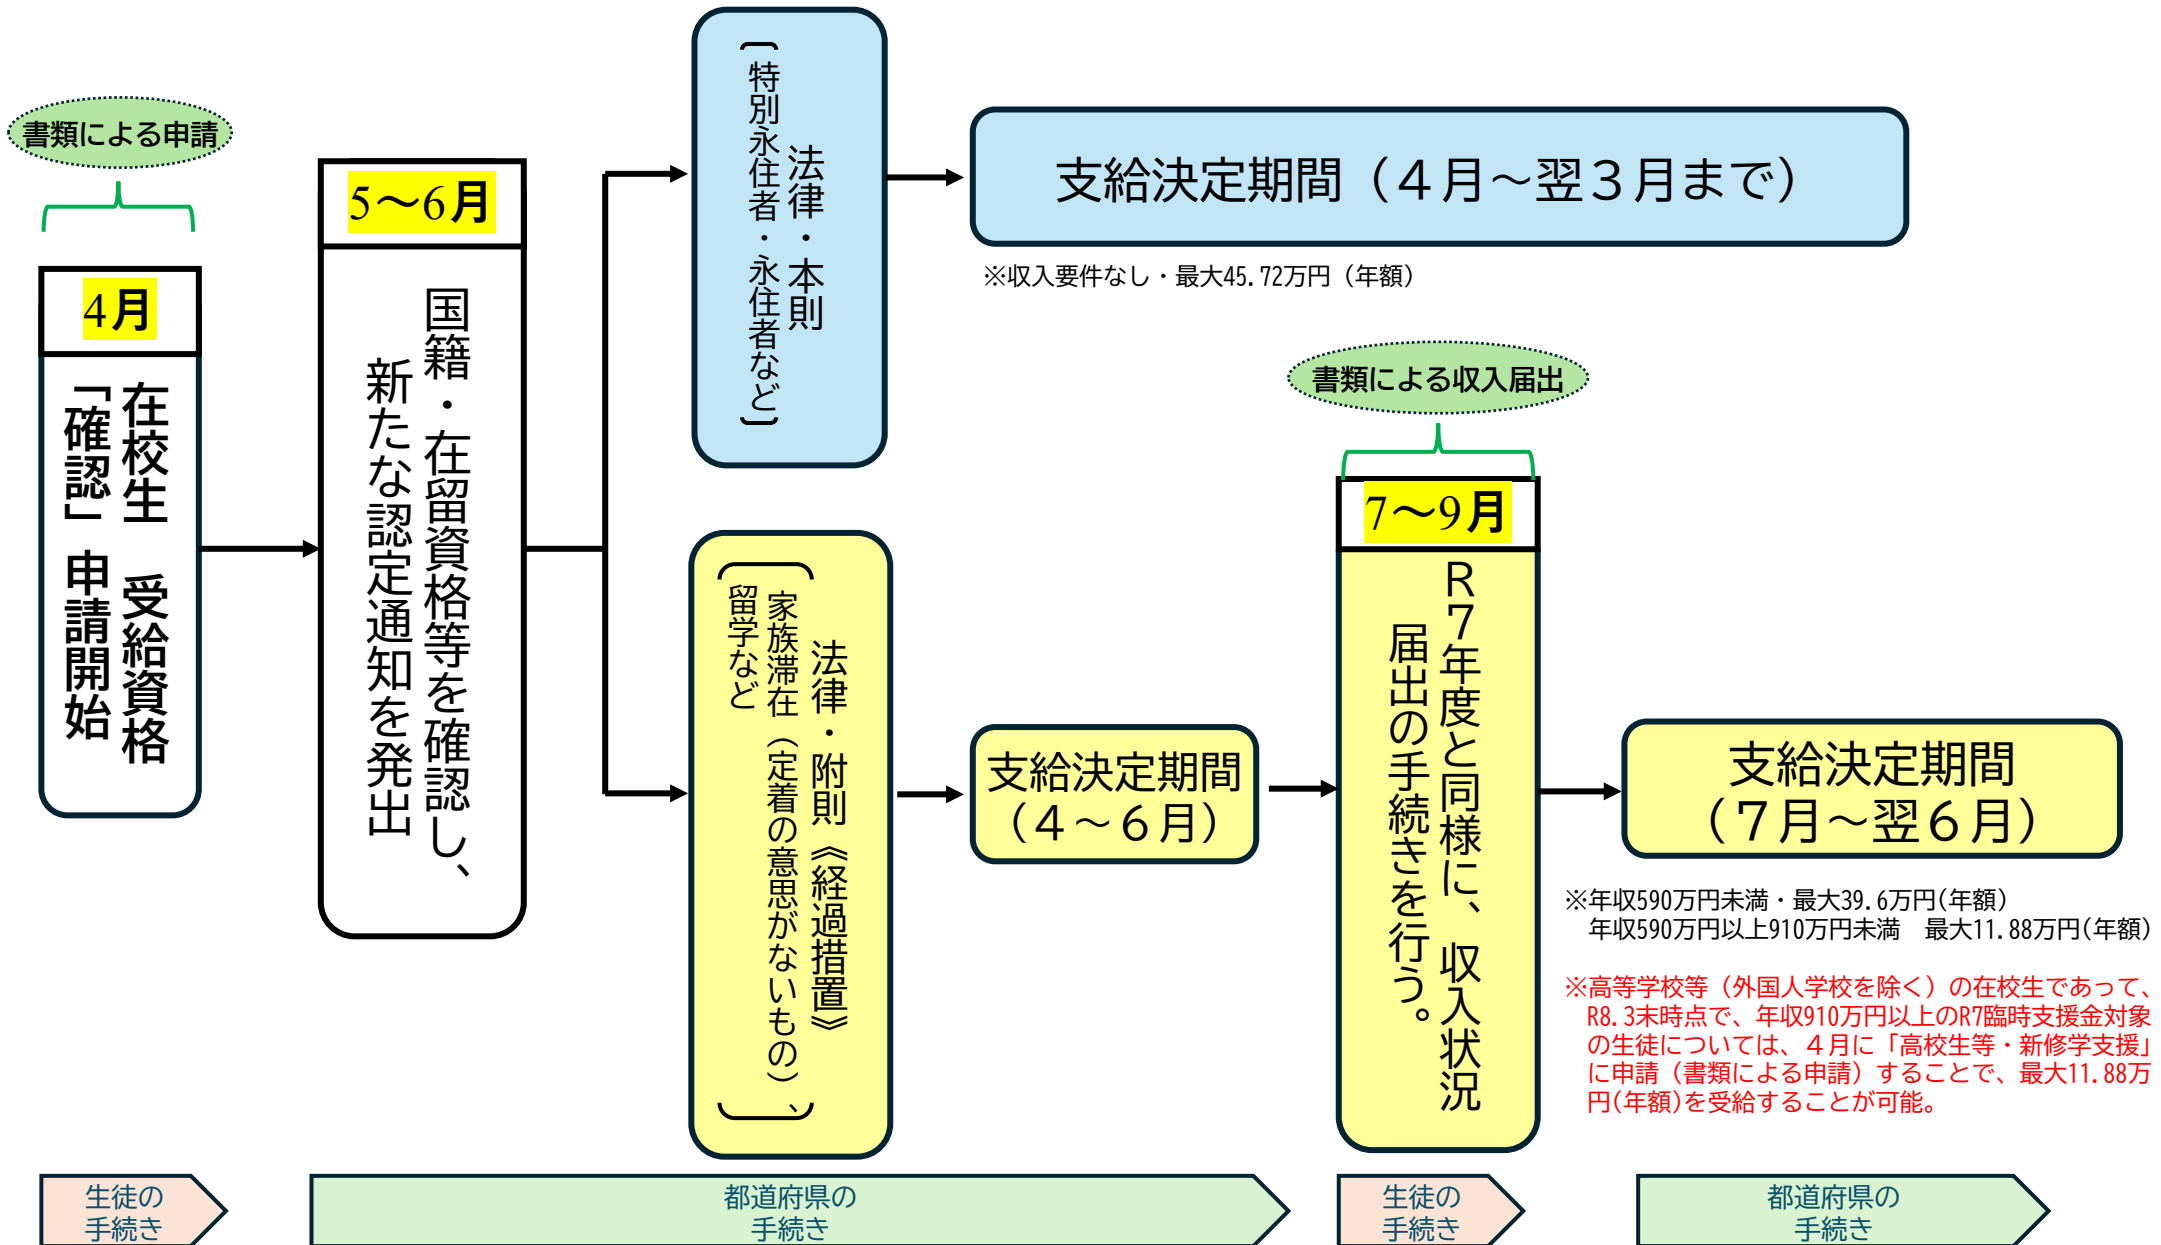 書類による申請
4月
在校生　受給資格
「確認」申請開始
5～6月
国籍・在留資格等を確認し、
新たな認定通知を発出
法律・本則
〔特別永住者・永住者など〕
支給決定期間（４月～翌３月まで）
※収入要件なし・最大45.72万円（年額）
法律・附則《経過措置》
家族滞在（定着の意思がないもの）、
留学など
支給決定期間
（４～６月）
書類による収入届出
7～9月
Ｒ７年度と同様に、収入状況
届出の手続きを行う。
支給決定期間
（７月～翌６月）
※年収590万円未満・最大39.6万円(年額)
年収590万円以上910万円未満　最大11.88万円(年額)
※高等学校等（外国人学校を除く）の在校生であって、
R8.3末時点で、年収910万円以上のR7臨時支援金対象
の生徒については、４月に「高校生等・新修学支援」
に申請（書類による申請）することで、最大11.88万
円(年額)を受給することが可能。
生徒の
手続き
都道府県の
手続き
生徒の
手続き
都道府県の
手続き